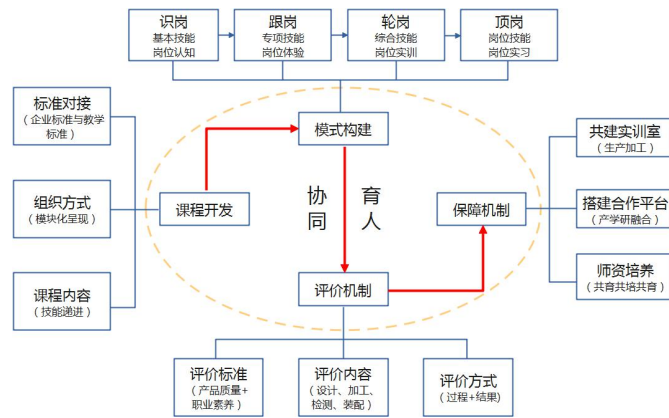 识岗
基本技能
岗位认知
跟岗
专项技能
岗位体验
轮岗
综合技能
岗位实训
顶岗
岗位技能
岗位实习
标准对接
（企业标准与教学
标准）
组织方式
（模块化呈现）
课程内容
（技能递进）
课程开发
模式构建
协 育
同 人
评价机制
保障机制
共建实训室
（生产加工）
搭建合作平台
（产学研融合）
师资培养
（共育共培共育）
评价标准
（产品质量+
职业素养）
评价内容
（设计、加工、
检测、装配）
评价方式
（过程+结果)